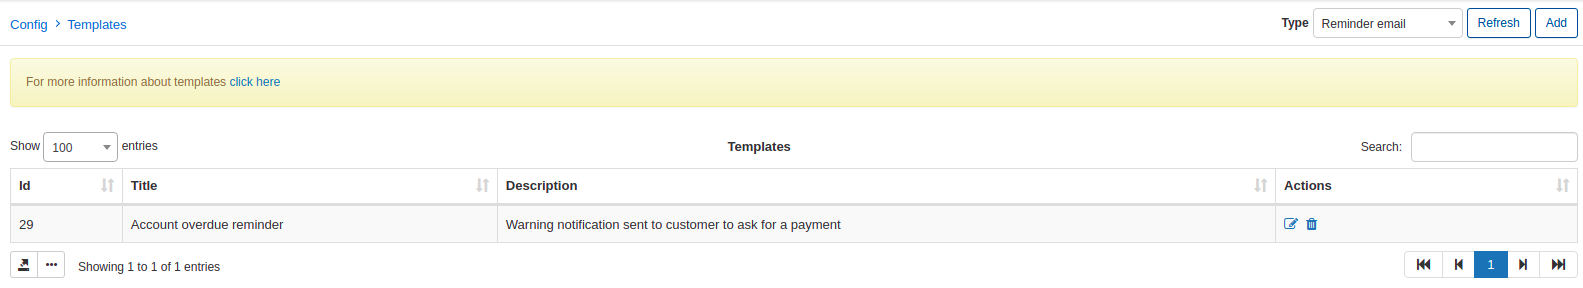 Config > Templates
Type Reminder email Refresh Add
For more information about templates click here
Show 100 entries
Templates
Search:
Id Title Description Actions
29 Account overdue reminder Warning notification sent to customer to ask for a payment
Showing 1 to 1 of 1 entries
1